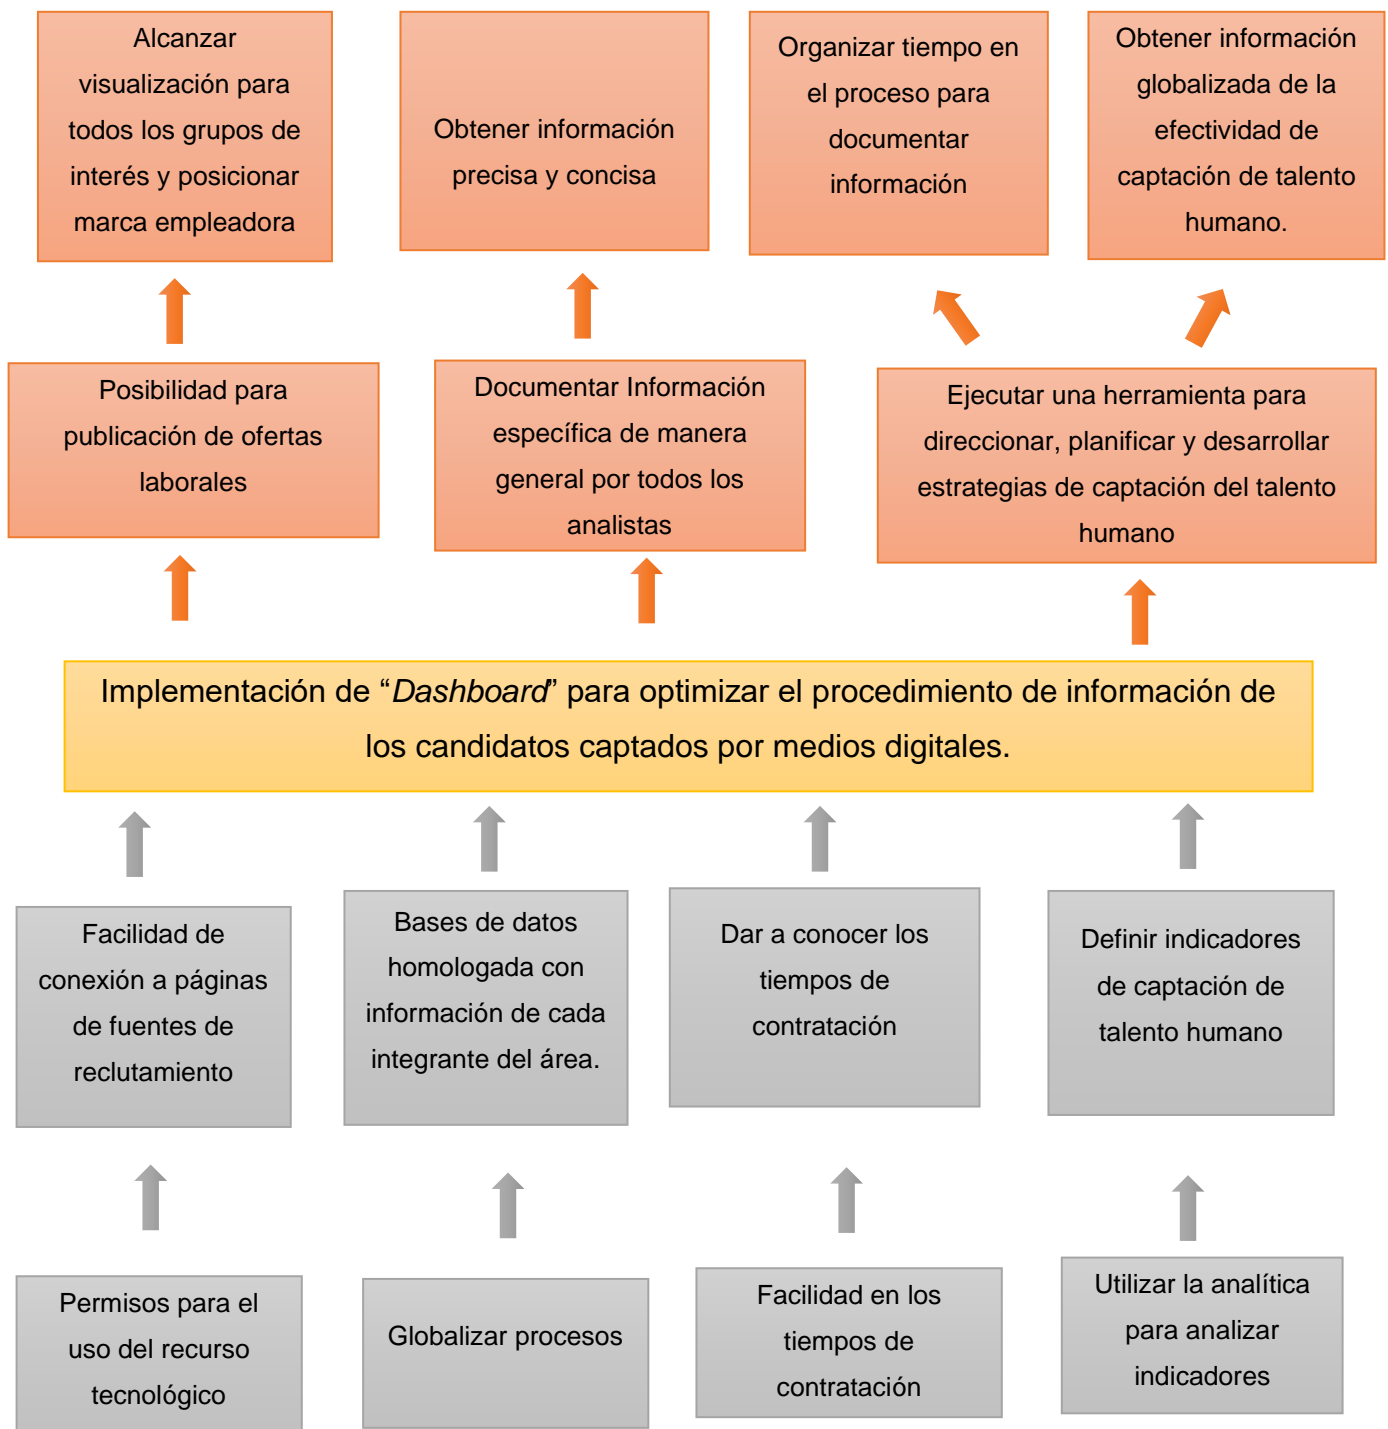 Alcanzar
visualización para
todos los grupos de
interés y posicionar
marca empleadora
Obtener información
precisa y concisa
Organizar tiempo en
el proceso para
documentar
información
Obtener información
globalizada de la
efectividad de
captación de talento
humano.
Posibilidad para
publicación de ofertas
laborales
Documentar Información
específica de manera
general por todos los
analistas
Ejecutar una herramienta para
direccionar, planificar y desarrollar
estrategias de captación del talento
humano
Implementación de “Dashboard” para optimizar el procedimiento de información de
los candidatos captados por medios digitales.
Facilidad de
conexión a páginas
de fuentes de
reclutamiento
Bases de datos
homologada con
información de cada
integrante del área.
Dar a conocer los
tiempos de
contratación
Definir indicadores
de captación de
talento humano
Permisos para el
uso del recurso
tecnológico
Globalizar procesos
Facilidad en los
tiempos de
contratación
Utilizar la analítica
para analizar
indicadores